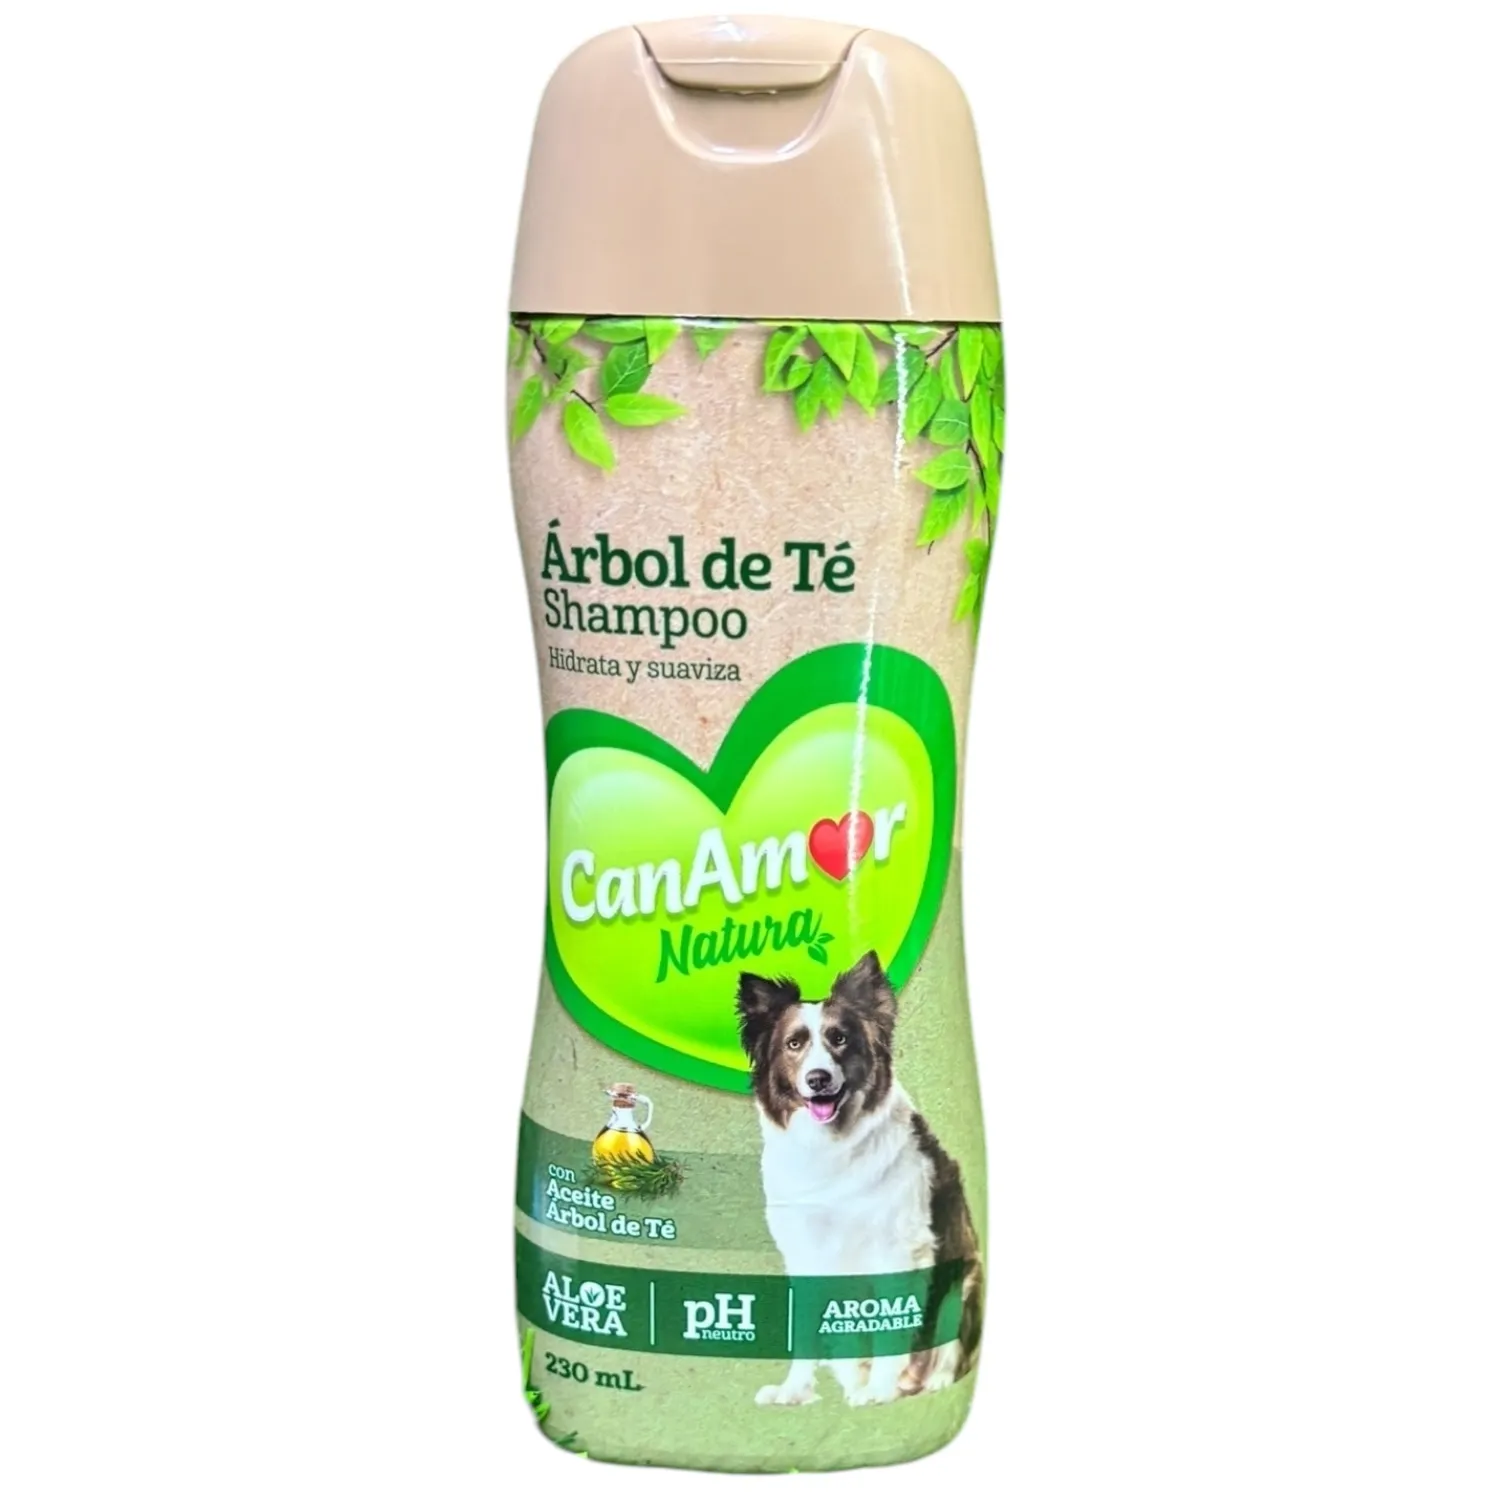 Árbol de Té
Shampoo
Hidrata y suaviza
CanAmor
Natura
con
Aceite
Árbol de Té
ALOE
VERA
pH
neutro
AROMA
AGRADABLE
230 mL